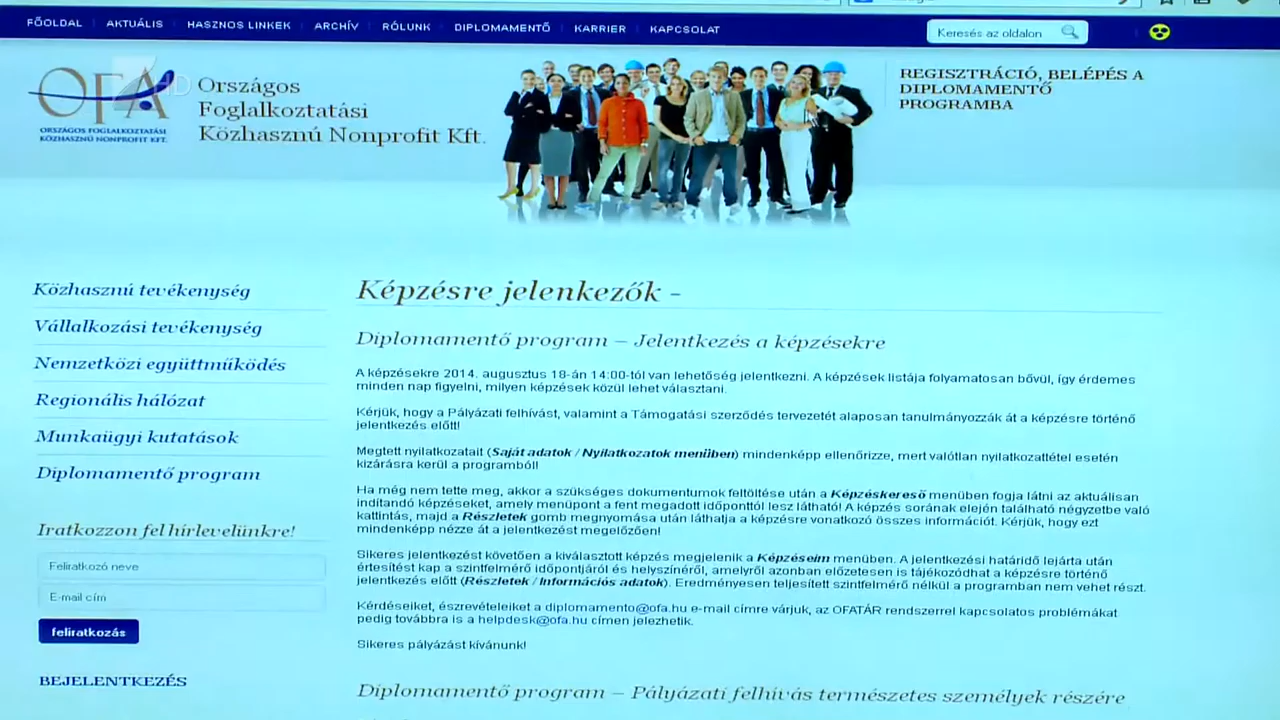 FŐOLDAL AKTUÁLIS HASZNOS LINKEK ARCHÍV RÓLUNK DIPLOMAMENTŐ KARRIER KAPCSOLAT
Keresés az oldalon
OFA
HD
ORSZÁGOS FOGLALKOZTATÁSI
KÖZHASZNÚ NONPROFIT KFT.
Országos
Foglalkoztatási
Közhasznú Nonprofit Kft.
REGISZTRÁCIÓ, BELÉPÉS A
DIPLOMAMENTŐ
PROGRAMBA
Közhasznú tevékenység
Vállalkozási tevékenység
Nemzetközi együttműködés
Regionális hálózat
Munkaügyi kutatások
Diplomamentő program
Iratkozzon fel hírlevelünkre!
Feliratkozó neve
E-mail cím
feliratkozás
BEJELENTKEZÉS
Képzésre jelenkezők -
Diplomamentő program – Jelentkezés a képzésekre
A képzésekre 2014. augusztus 18-án 14:00-tól van lehetőség jelentkezni. A képzések listája folyamatosan bővül, így érdemes
minden nap figyelni, milyen képzések közül lehet választani.
Kérjük, hogy a Pályázati felhívást, valamint a Támogatási szerződés tervezetét alaposan tanulmányozzák át a képzésre történő
jelentkezés előtt!
Megtett nyilatkozatait (Saját adatok / Nyilatkozatok menüben) mindenképp ellenőrizze, mert valótlan nyilatkozattétel esetén
kizárásra kerül a programból!
Ha még nem tette meg, akkor a szükséges dokumentumok feltöltése után a Képzéskereső menüben fogja látni az aktuálisan
indítandó képzéseket, amely menüpont a fent megadott időponttól lesz látható! A képzés sorának elején található négyzetbe való
kattintás, majd a Részletek gomb megnyomása után láthatja a képzésre vonatkozó összes információt. Kérjük, hogy ezt
mindenképp nézze át a jelentkezést megelőzően!
Sikeres jelentkezést követően a kiválasztott képzés megjelenik a Képzéseim menüben. A jelentkezési határidő lejárta után
értesítést kap a szintfelmérő időpontjáról és helyszínéről, amelyről azonban előzetesen is tájékozódhat a képzésre történő
jelentkezés előtt (Részletek / Információs adatok). Eredményesen teljesített szintfelmérő nélkül a programban nem vehet részt.
Kérdéseiket, észrevételeiket a diplomamento@ofa.hu e-mail címre várjuk, az OFATÁR rendszerrel kapcsolatos problémákat
pedig továbbra is a helpdesk@ofa.hu címen jelezhetik.
Sikeres pályázást kívánunk!
Diplomamentő program – Pályázati felhívás természetes személyek részére